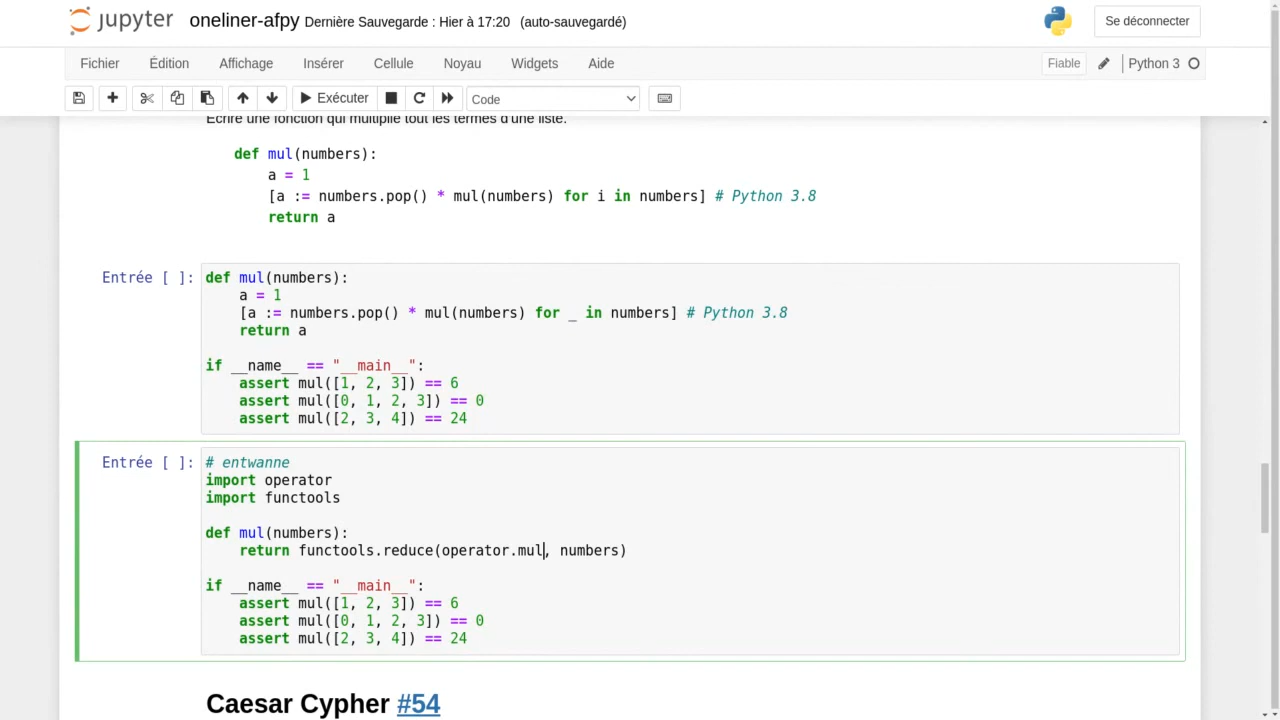 jupyter oneliner-afpy Dernière Sauvegarde : Hier à 17:20 (auto-sauvegardé)
Se déconnecter
Fichier Édition Affichage Insérer Cellule Noyau Widgets Aide
Fiable Python 3
Exécuter Code
Ecrire une fonction qui multiplie tout les termes d'une liste.
def mul(numbers):
    a = 1
    [a := numbers.pop() * mul(numbers) for i in numbers] # Python 3.8
    return a
Entrée [ ]: def mul(numbers):
    a = 1
    [a := numbers.pop() * mul(numbers) for _ in numbers] # Python 3.8
    return a
if __name__ == "__main__":
    assert mul([1, 2, 3]) == 6
    assert mul([0, 1, 2, 3]) == 0
    assert mul([2, 3, 4]) == 24
Entrée [ ]: # entwanne
import operator
import functools
def mul(numbers):
    return functools.reduce(operator.mul, numbers)
if __name__ == "__main__":
    assert mul([1, 2, 3]) == 6
    assert mul([0, 1, 2, 3]) == 0
    assert mul([2, 3, 4]) == 24
Caesar Cypher #54